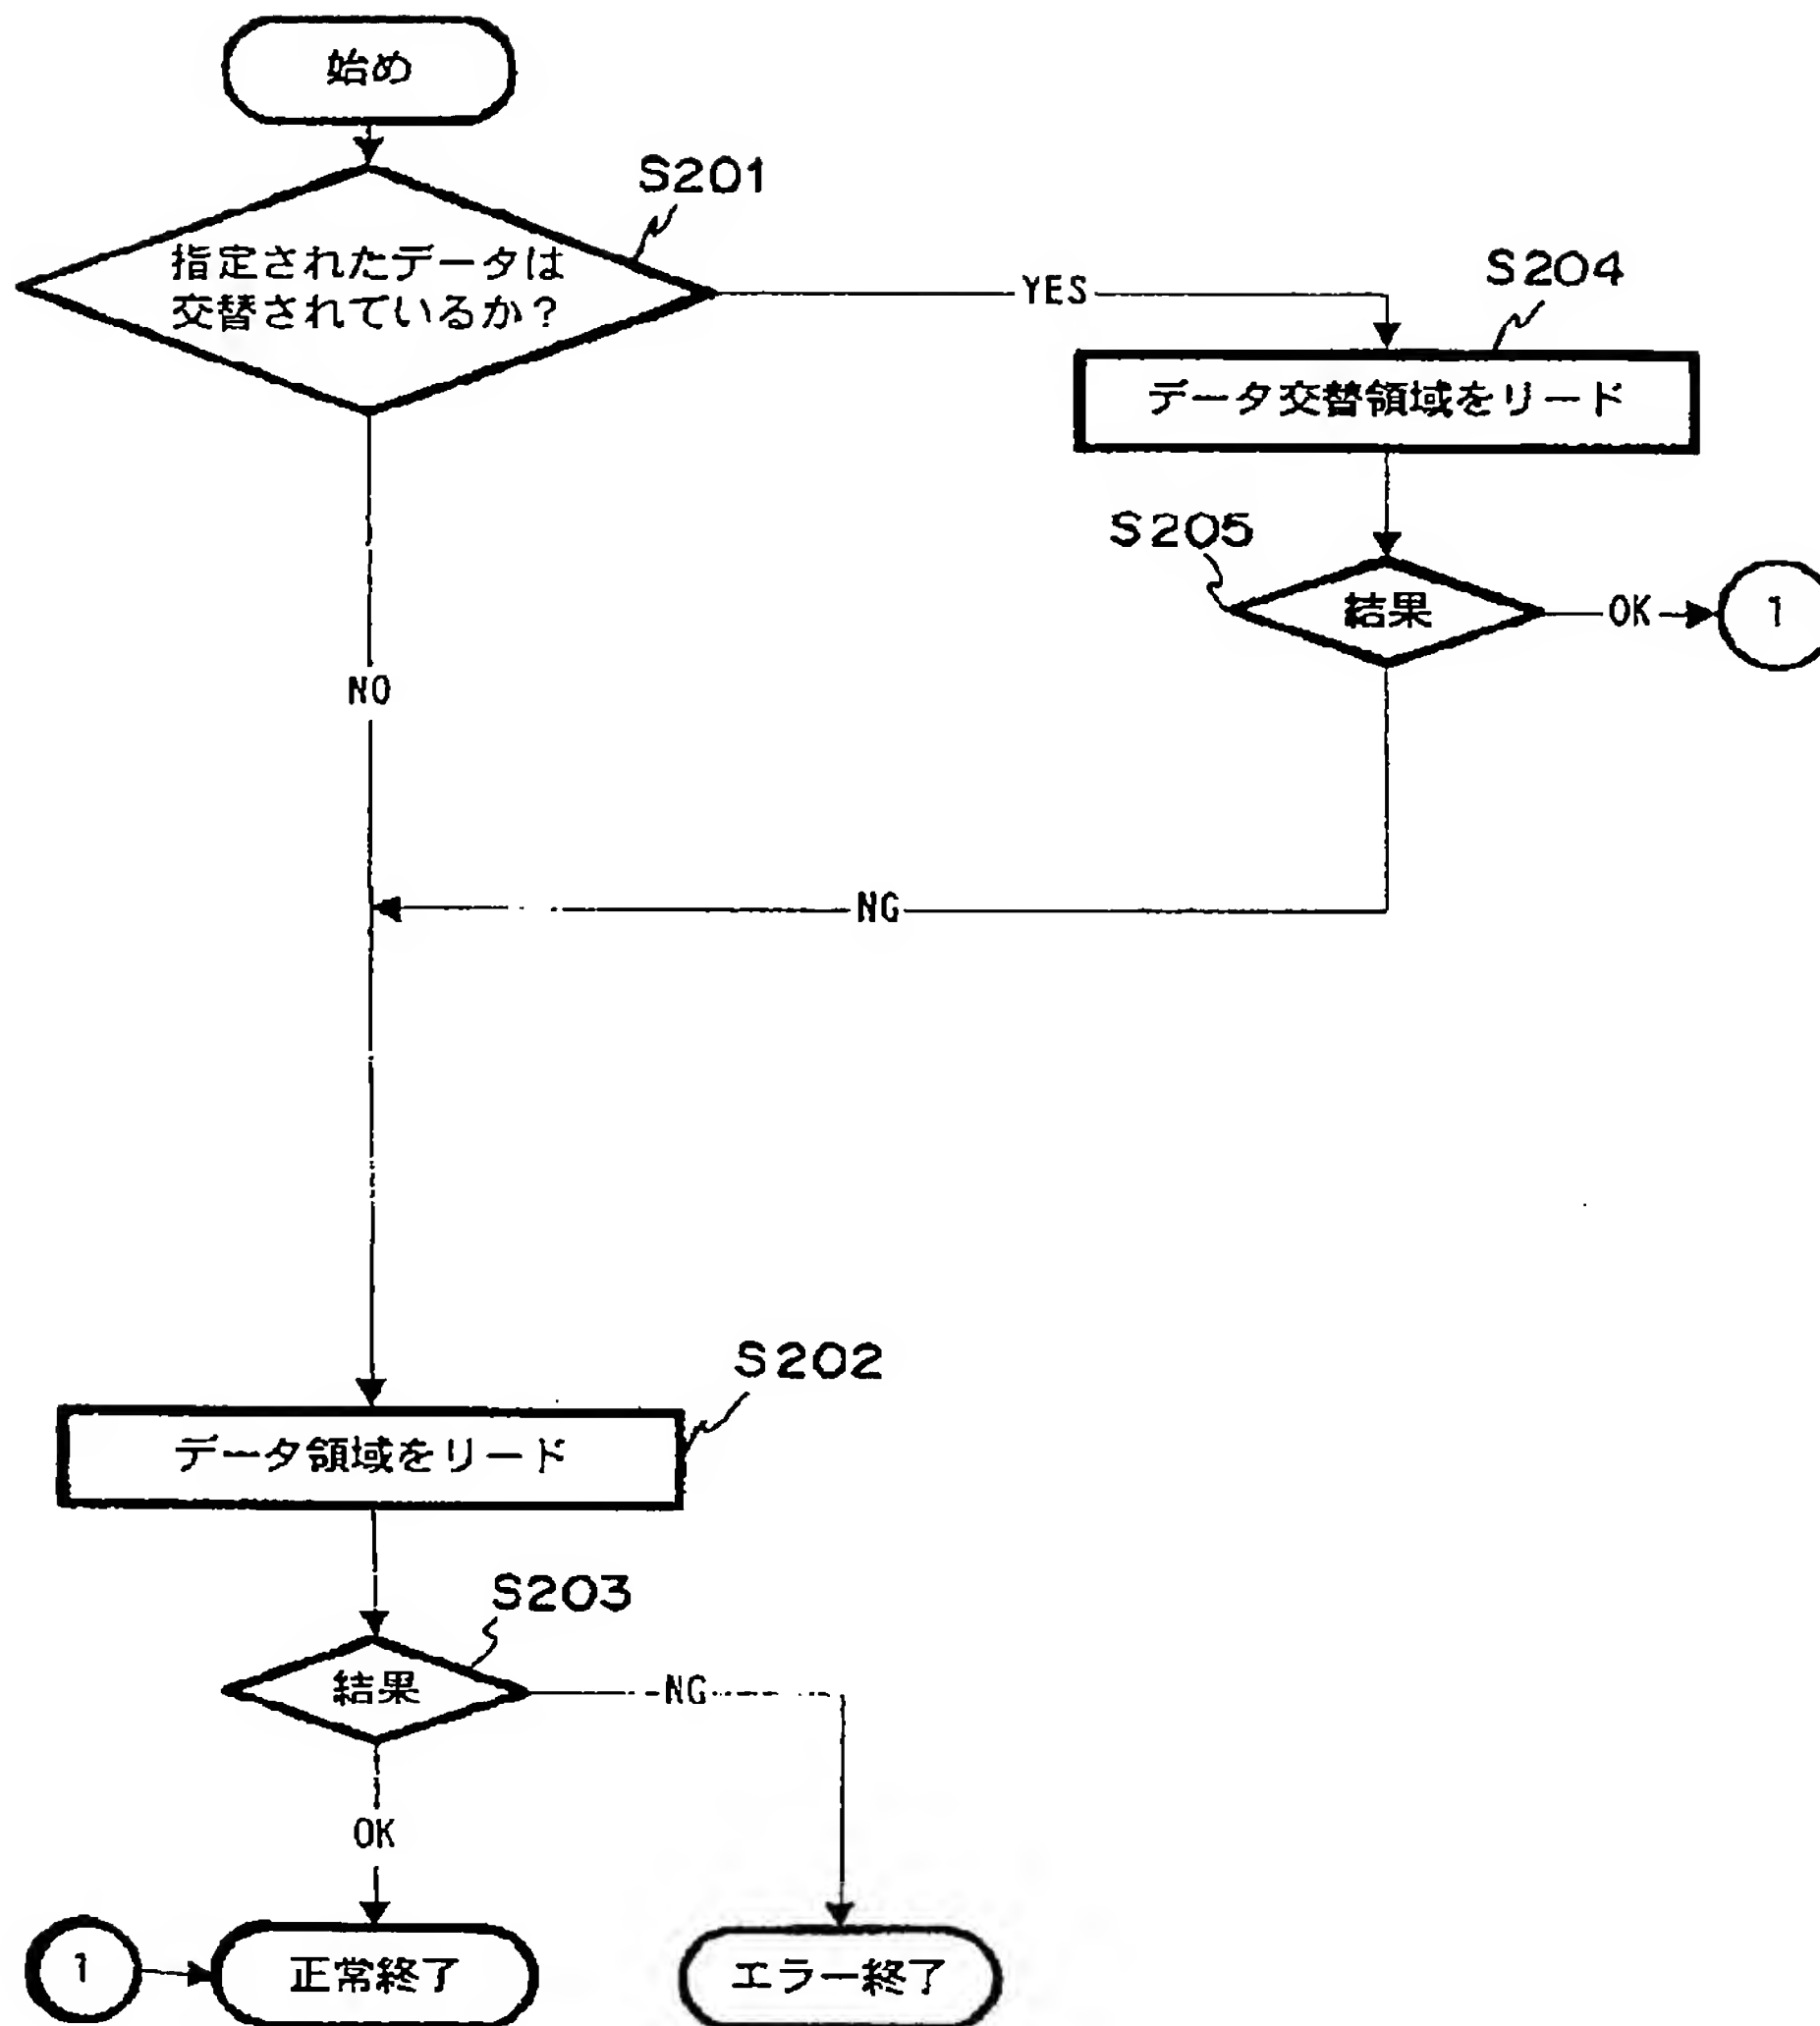 始め
S201
指定されたデータは
交替されているか?
YES
S204
データ交替領域をリード
S205
結果
OK
1
NO
NG
S202
データ領域をリード
S203
結果
NG
OK
1
正常終了
エラー終了